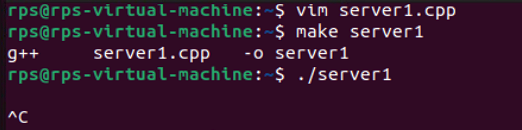 rps@rps-virtual-machine:~$ vim server1.cpp
rps@rps-virtual-machine:~$ make server1
g++     server1.cpp   -o server1
rps@rps-virtual-machine:~$ ./server1
^C